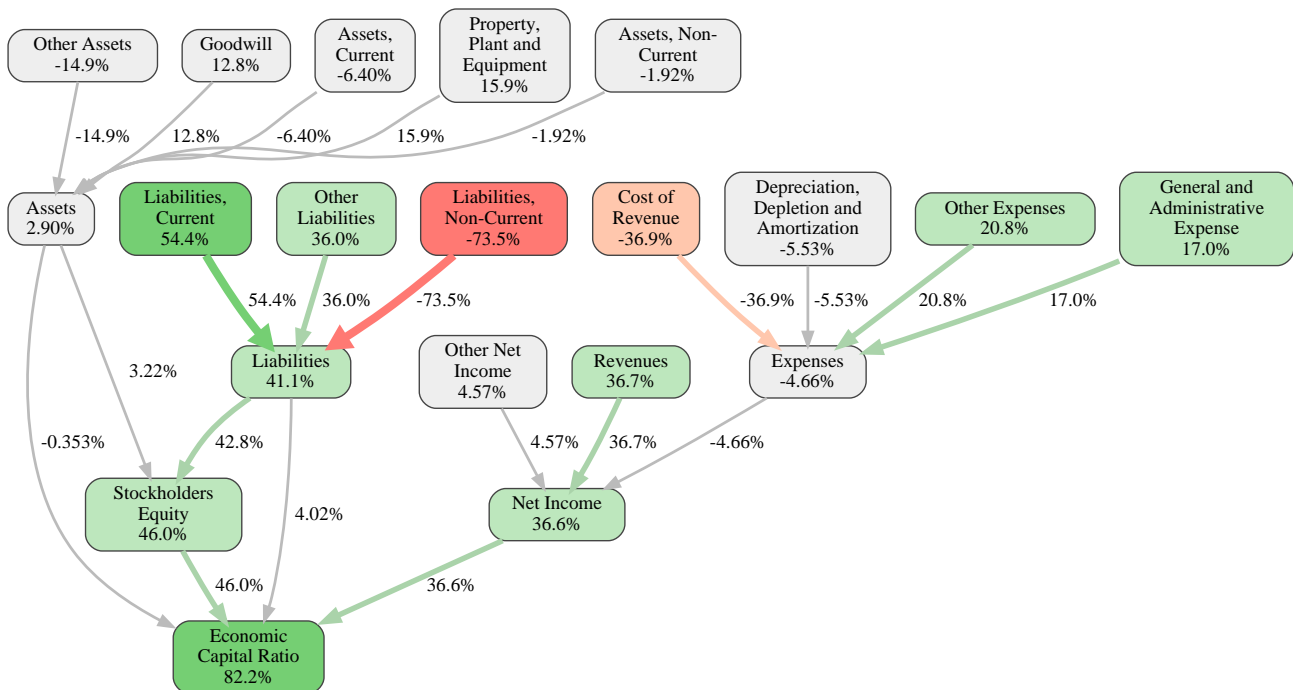 Other Assets
-14.9%
Goodwill
12.8%
Assets,
Current
-6.40%
Property,
Plant and
Equipment
15.9%
Assets, Non-
Current
-1.92%
-14.9%
12.8%
-6.40%
15.9%
-1.92%
Assets
2.90%
Liabilities,
Current
54.4%
Other
Liabilities
36.0%
Liabilities,
Non-Current
-73.5%
Cost of
Revenue
-36.9%
Depreciation,
Depletion and
Amortization
-5.53%
Other Expenses
20.8%
General and
Administrative
Expense
17.0%
54.4%
36.0%
-73.5%
-36.9%
-5.53%
20.8%
17.0%
Liabilities
41.1%
Other Net
Income
4.57%
Revenues
36.7%
Expenses
-4.66%
3.22%
-0.353%
42.8%
4.57%
36.7%
-4.66%
Stockholders
Equity
46.0%
4.02%
Net Income
36.6%
46.0%
36.6%
Economic
Capital Ratio
82.2%